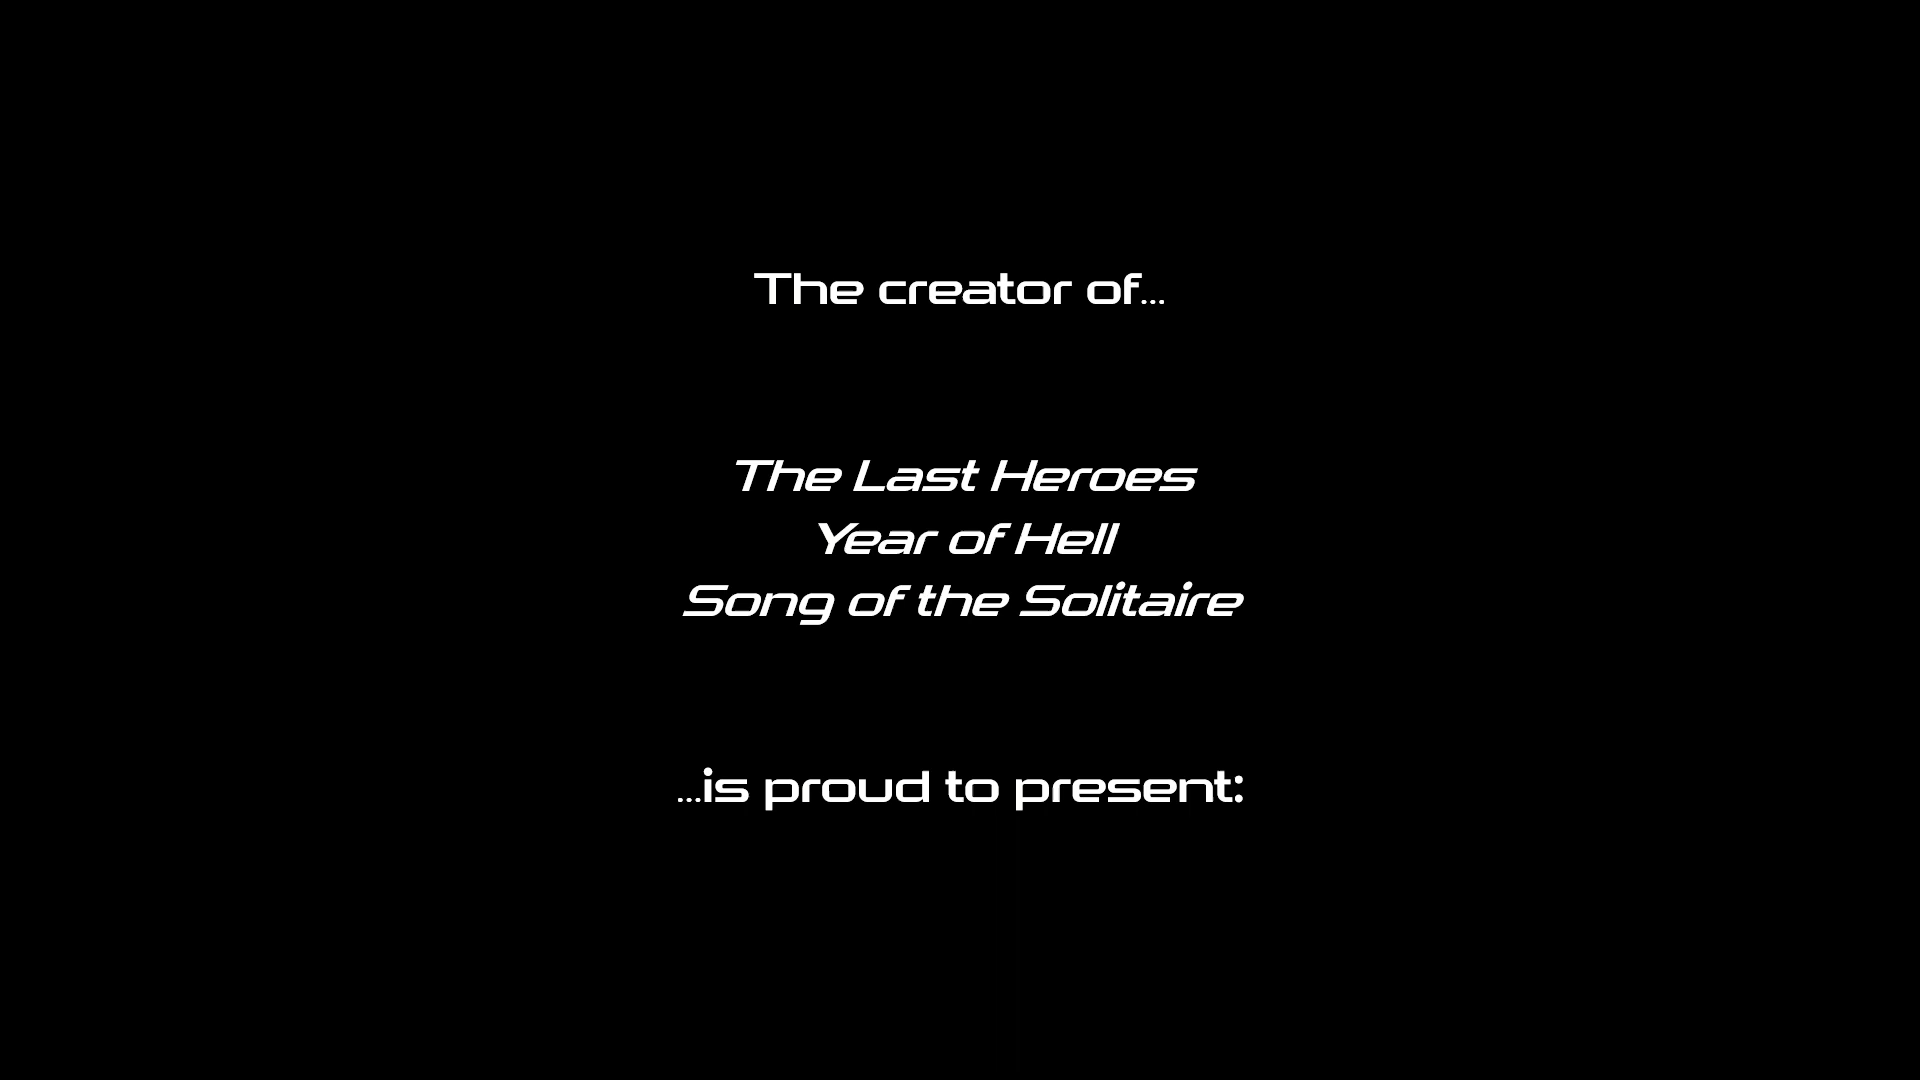 The creator of...
The Last Heroes
Year of Hell
Song of the Solitaire
...is proud to present: